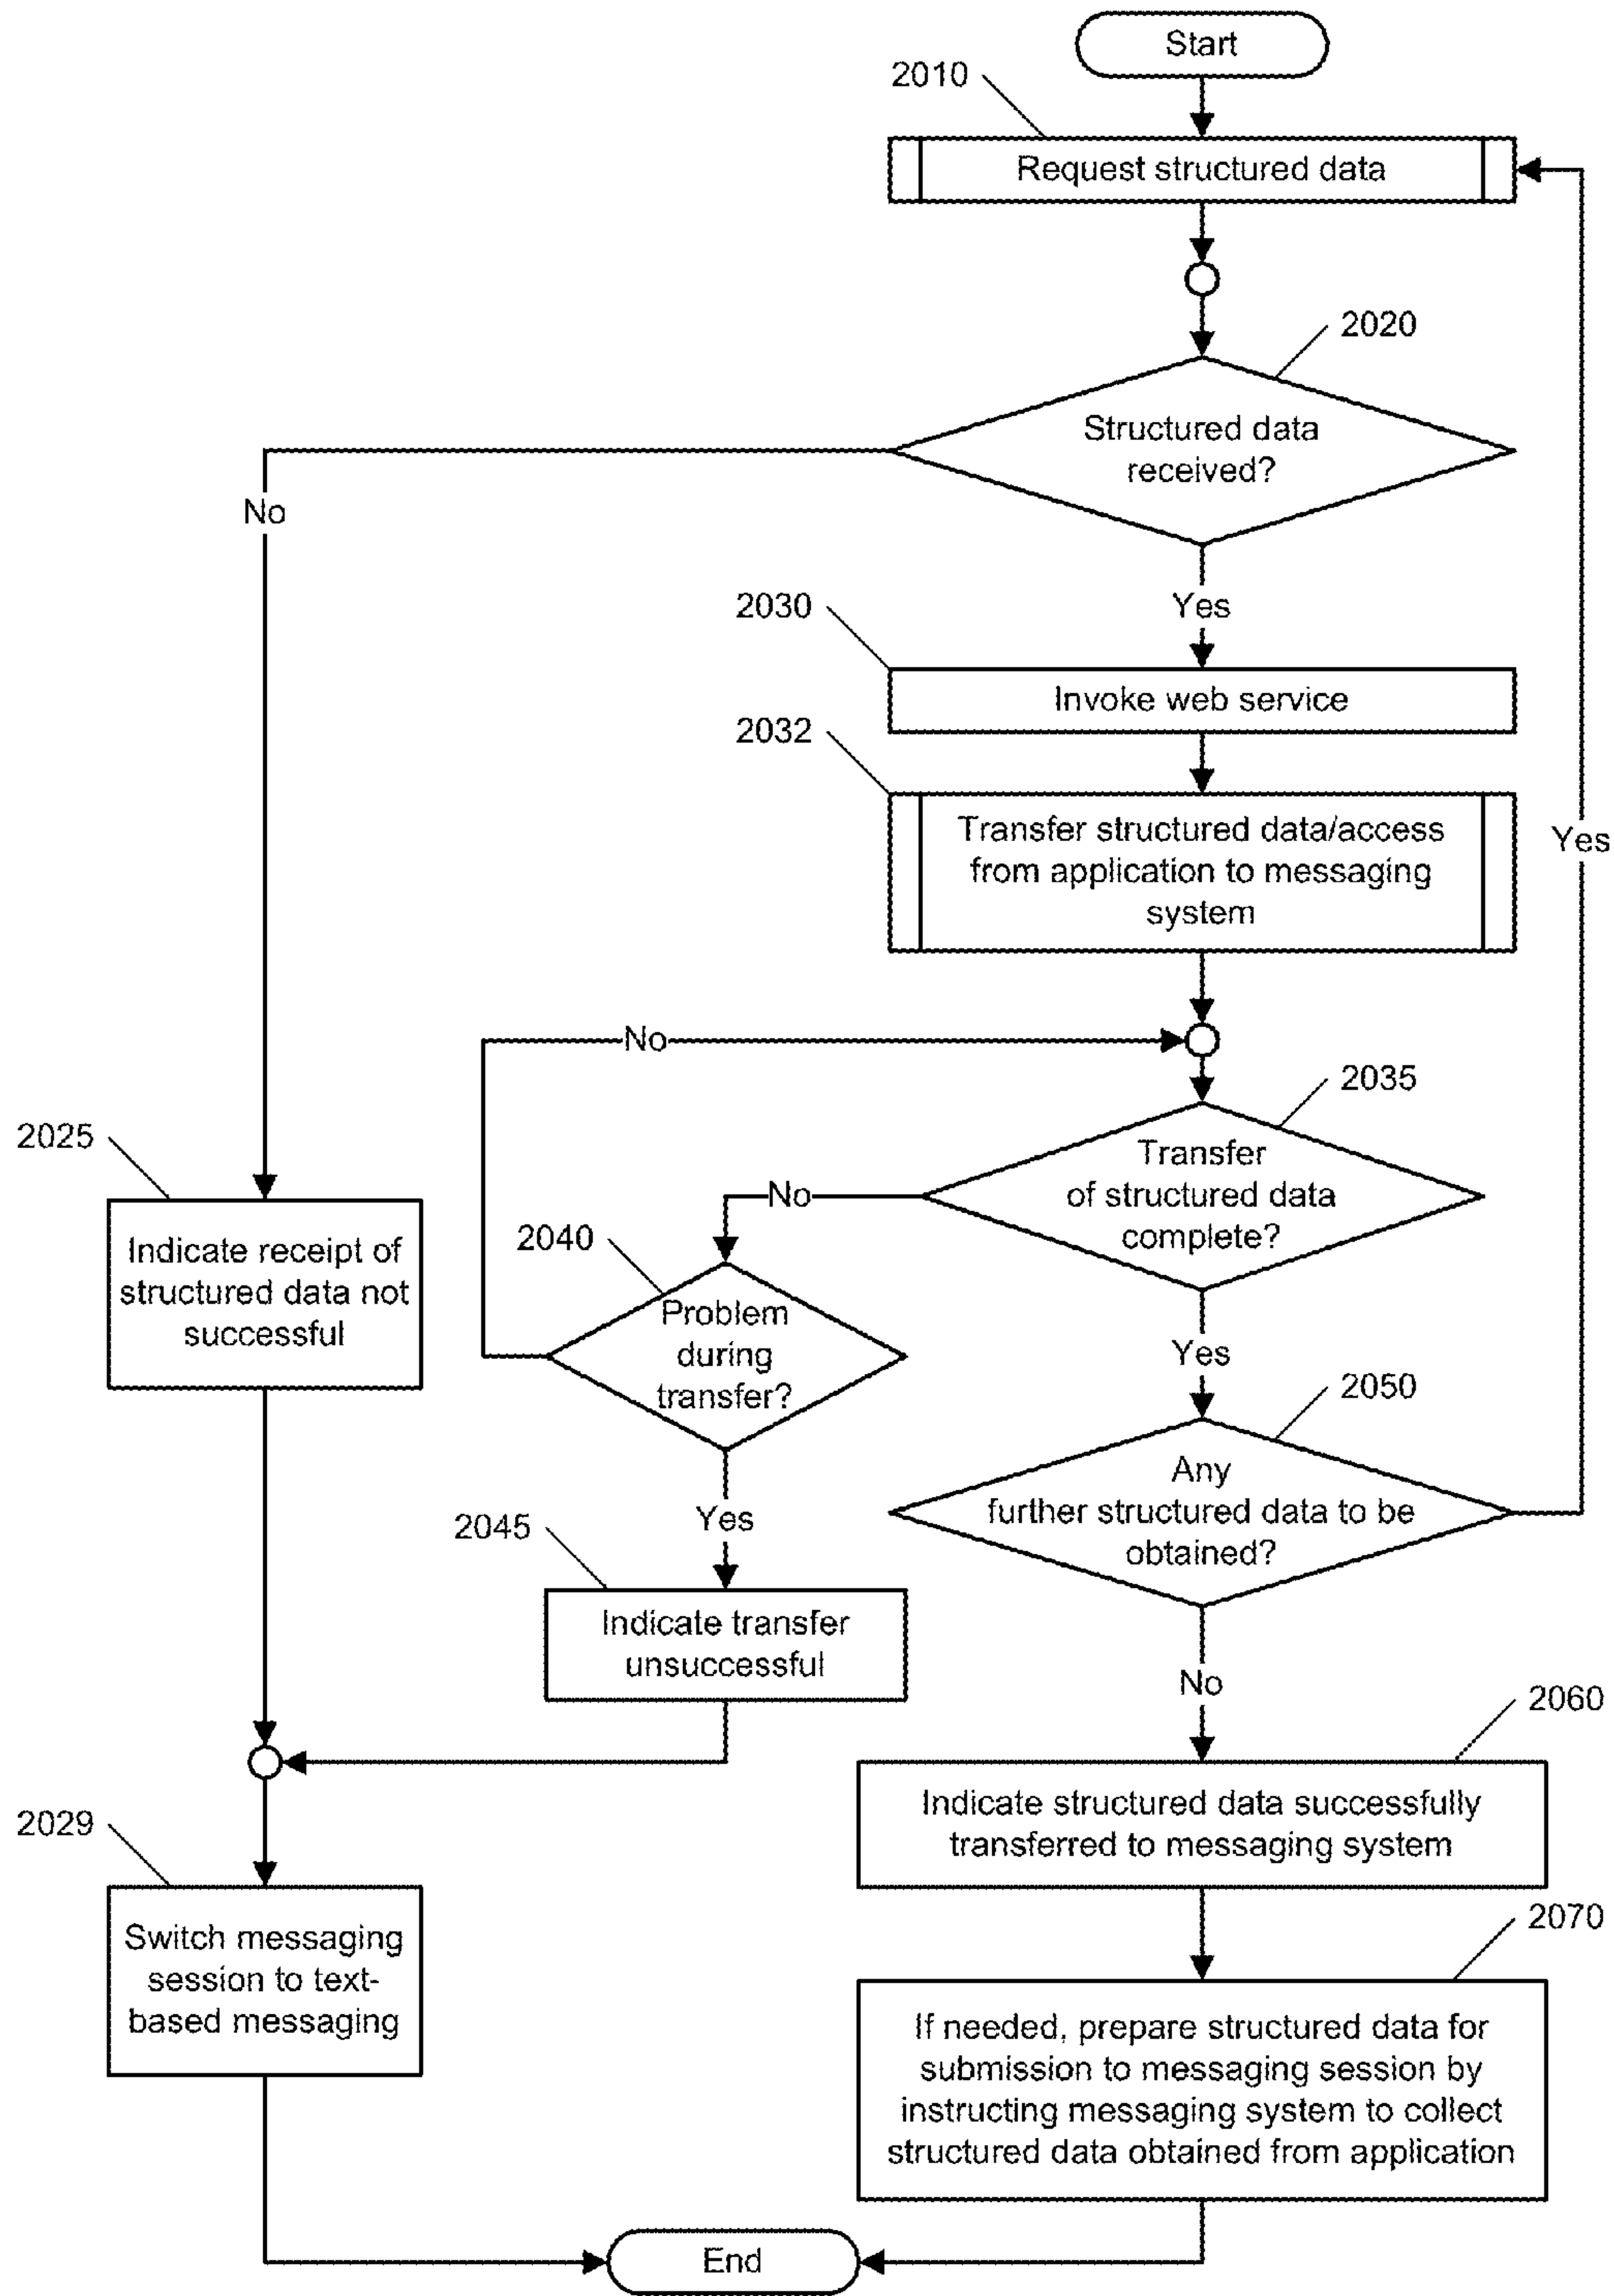 Start
2010
Request structured data
2020
Structured data
received?
No
Yes
2030
Invoke web service
2032
Transfer structured data/access
from application to messaging
system
Yes
No
2035
Transfer
of structured data
complete?
No
2025
Indicate receipt of
structured data not
successful
2040
Problem
during
transfer?
Yes
2050
Any
further structured data to be
obtained?
Yes
2045
Indicate transfer
unsuccessful
No
2060
Indicate structured data successfully
transferred to messaging system
2029
Switch messaging
session to text-
based messaging
2070
If needed, prepare structured data for
submission to messaging session by
instructing messaging system to collect
structured data obtained from application
End